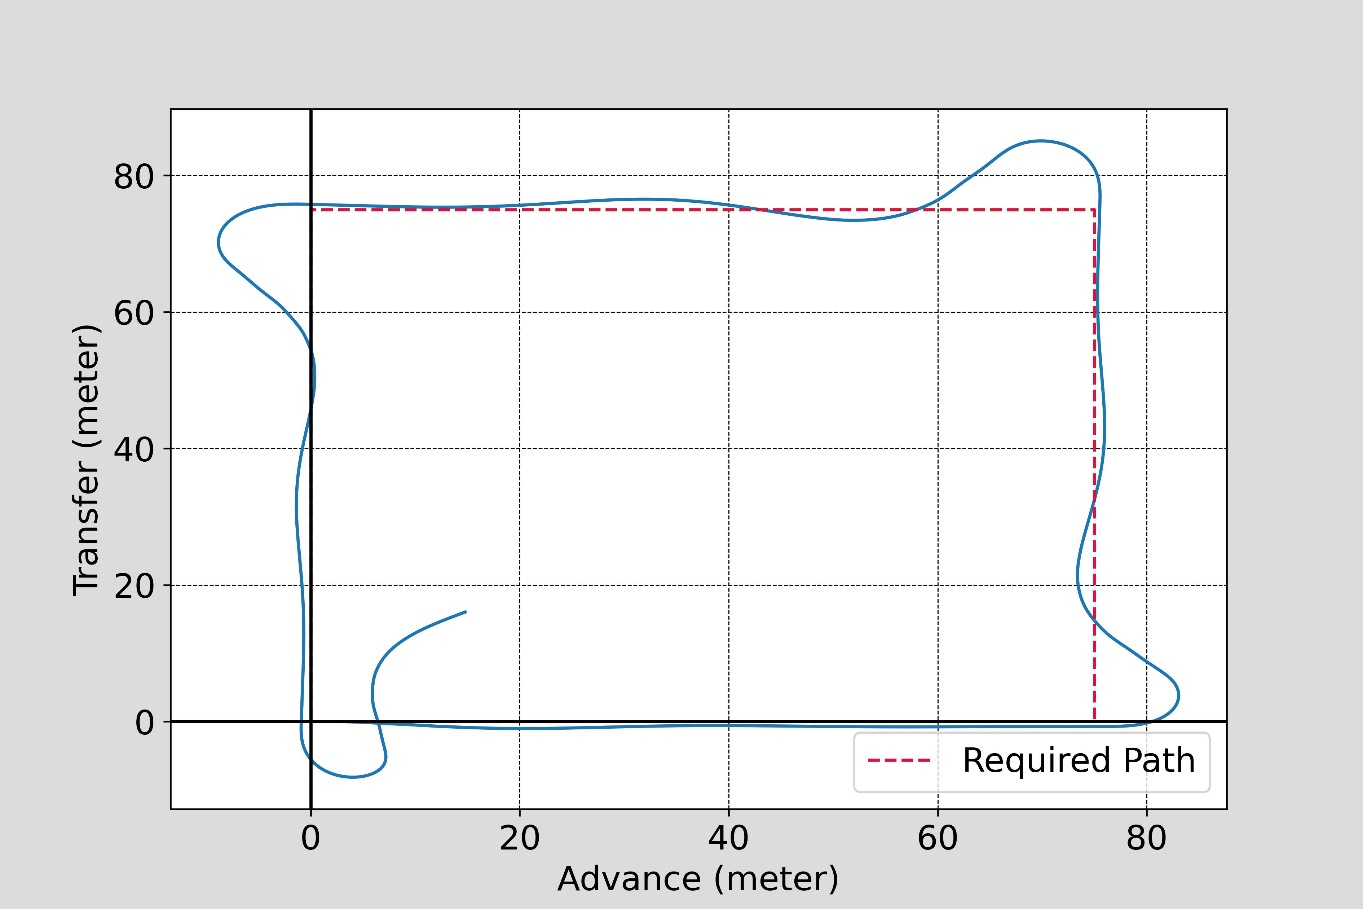 80
60
40
20
0
Transfer (meter)
Required Path
0 20 40 60 80
Advance (meter)